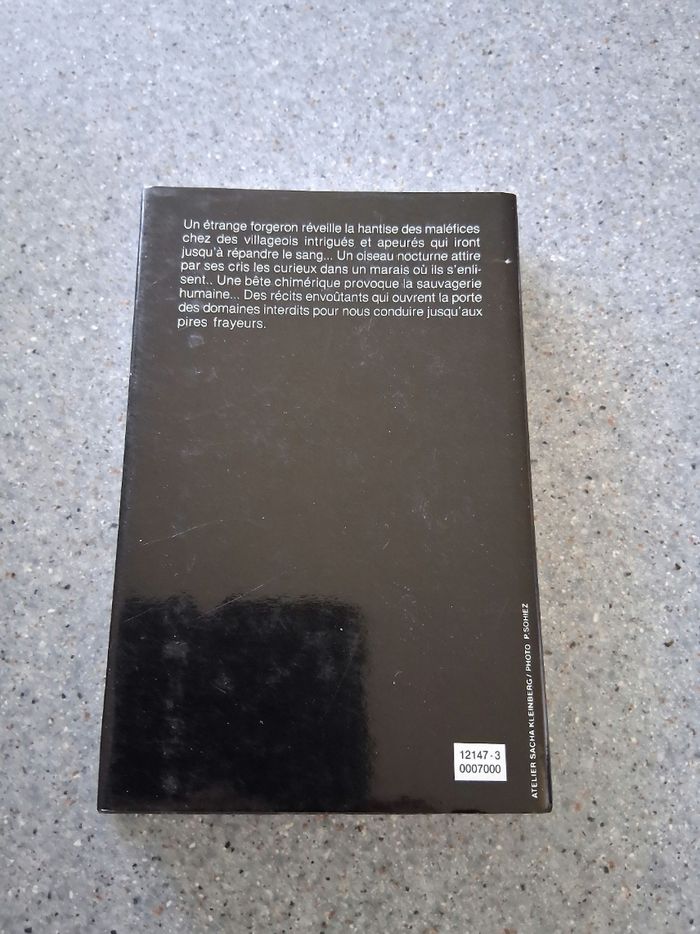 Un étrange forgeron réveille la hantise des maléfices
chez des villageois intrigués et apeurés qui iront
jusqu'à répandre le sang... Un oiseau nocturne attire
par ses cris les curieux dans un marais où ils s'enli-
sent.. Une bête chimérique provoque la sauvagerie
humaine... Des récits envoûtants qui ouvrent la porte
des domaines interdits pour nous conduire jusqu'aux
pires frayeurs.
12147-3
0007000
ATELIER SACHA KLEINBERG / PHOTO P.SOHIEZ